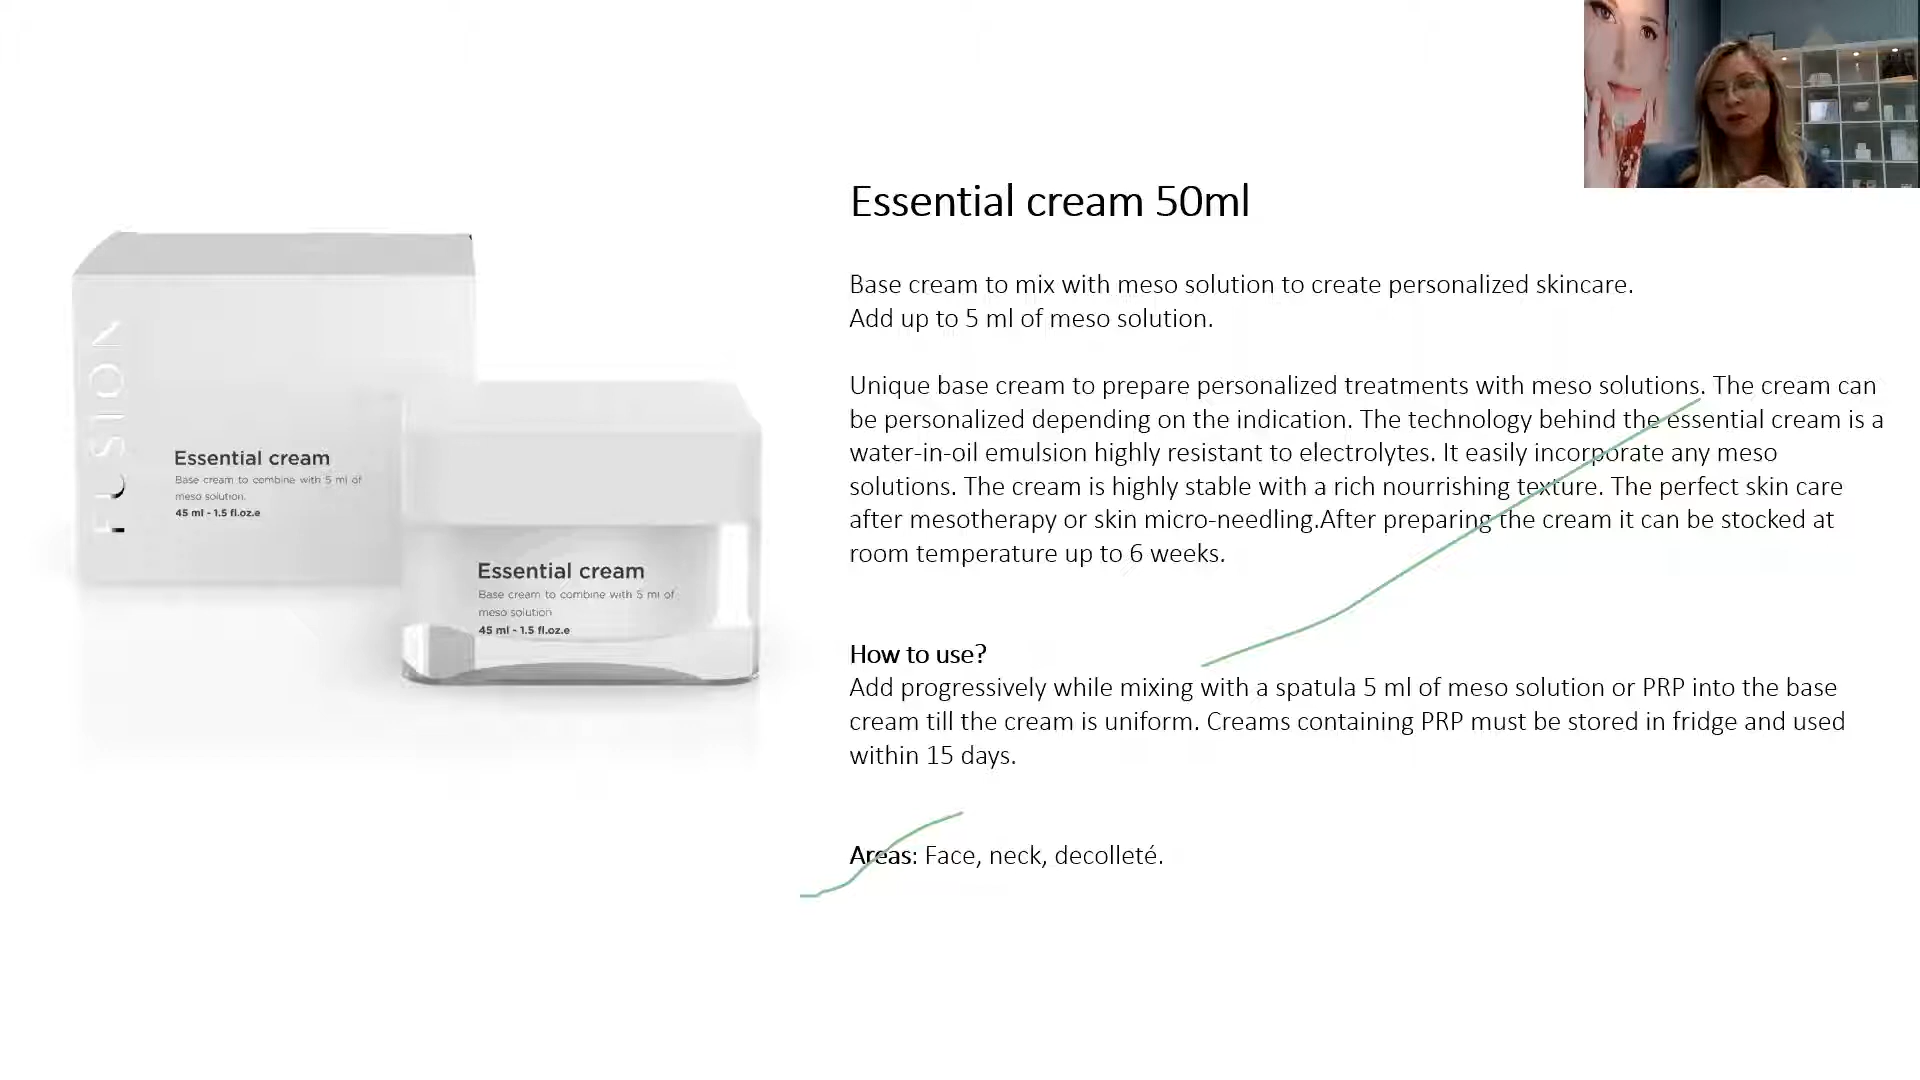 Essential cream 50ml
Base cream to mix with meso solution to create personalized skincare.
Add up to 5 ml of meso solution.
Unique base cream to prepare personalized treatments with meso solutions. The cream can
be personalized depending on the indication. The technology behind the essential cream is a
water-in-oil emulsion highly resistant to electrolytes. It easily incorporate any meso
solutions. The cream is highly stable with a rich nourrishing texture. The perfect skin care
after mesotherapy or skin micro-needling.After preparing the cream it can be stocked at
room temperature up to 6 weeks.
How to use?
Add progressively while mixing with a spatula 5 ml of meso solution or PRP into the base
cream till the cream is uniform. Creams containing PRP must be stored in fridge and used
within 15 days.
Areas: Face, neck, decolleté.
FUSION
Essential cream
Base cream to combine with 5 ml of
meso solution.
45 ml - 1.5 fl.oz.e
Essential cream
Base cream to combine with 5 ml of
meso solution
45 ml - 1.5 fl.oz.e